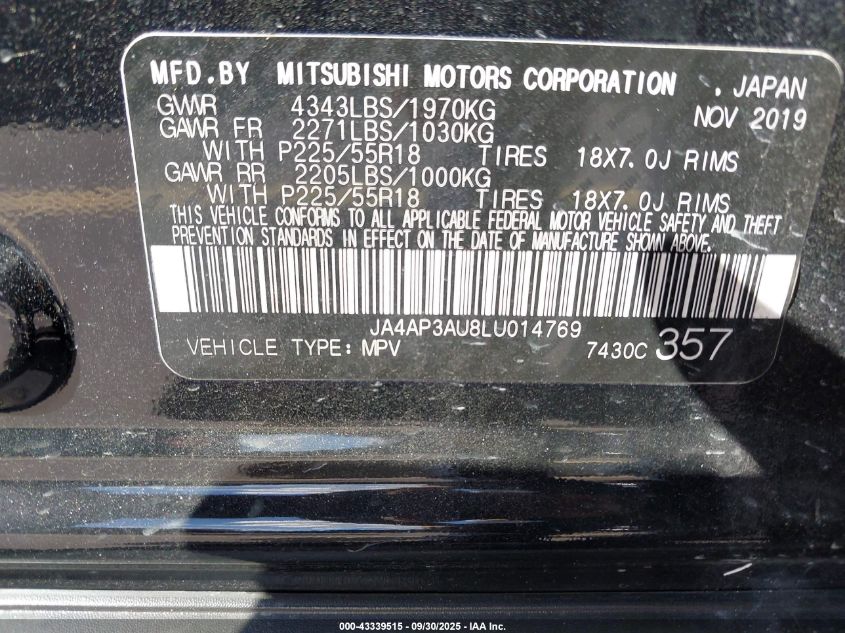 MFD.BY MITSUBISHI MOTORS CORPORATION , JAPAN
GVWR 4343LBS/1970KG NOV 2019
GAWR FR 2271LBS/1030KG
WITH P225/55R18 TIRES 18X7.0J RIMS
GAWR RR 2205LBS/1000KG
WITH P225/55R18 TIRES 18X7.0J RIMS
THIS VEHICLE CONFORMS TO ALL APPLICABLE FEDERAL MOTOR VEHICLE SAFETY AND THEFT
PREVENTION STANDARDS IN EFFECT ON THE DATE OF MANUFACTURE SHOWN ABOVE.
JA4AP3AU8LU014769
VEHICLE TYPE: MPV 7430C 357
000-43339515 - 09/30/2025 - IAA Inc.